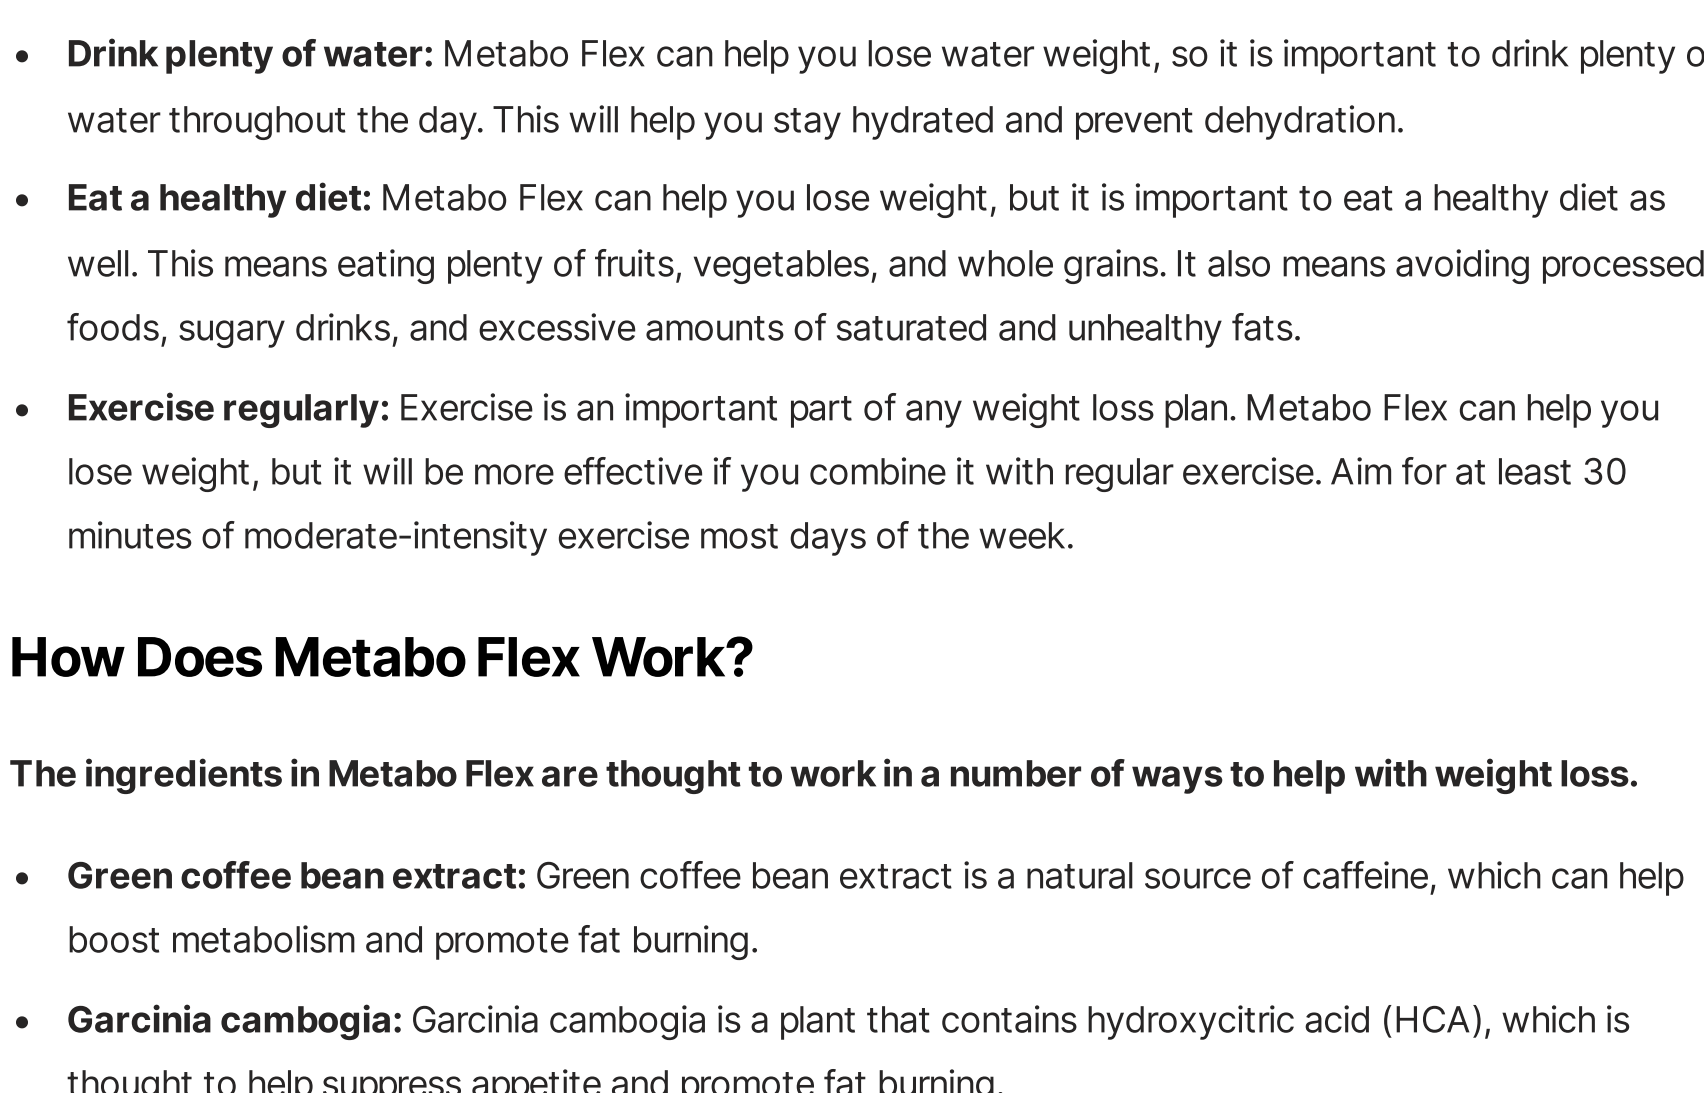 • Drink plenty of water: Metabo Flex can help you lose water weight, so it is important to drink plenty o
water throughout the day. This will help you stay hydrated and prevent dehydration.
• Eat a healthy diet: Metabo Flex can help you lose weight, but it is important to eat a healthy diet as
well. This means eating plenty of fruits, vegetables, and whole grains. It also means avoiding processed
foods, sugary drinks, and excessive amounts of saturated and unhealthy fats.
• Exercise regularly: Exercise is an important part of any weight loss plan. Metabo Flex can help you
lose weight, but it will be more effective if you combine it with regular exercise. Aim for at least 30
minutes of moderate-intensity exercise most days of the week.
How Does Metabo Flex Work?
The ingredients in Metabo Flex are thought to work in a number of ways to help with weight loss.
• Green coffee bean extract: Green coffee bean extract is a natural source of caffeine, which can help
boost metabolism and promote fat burning.
• Garcinia cambogia: Garcinia cambogia is a plant that contains hydroxycitric acid (HCA), which is
thought to help suppress appetite and promote fat burning.